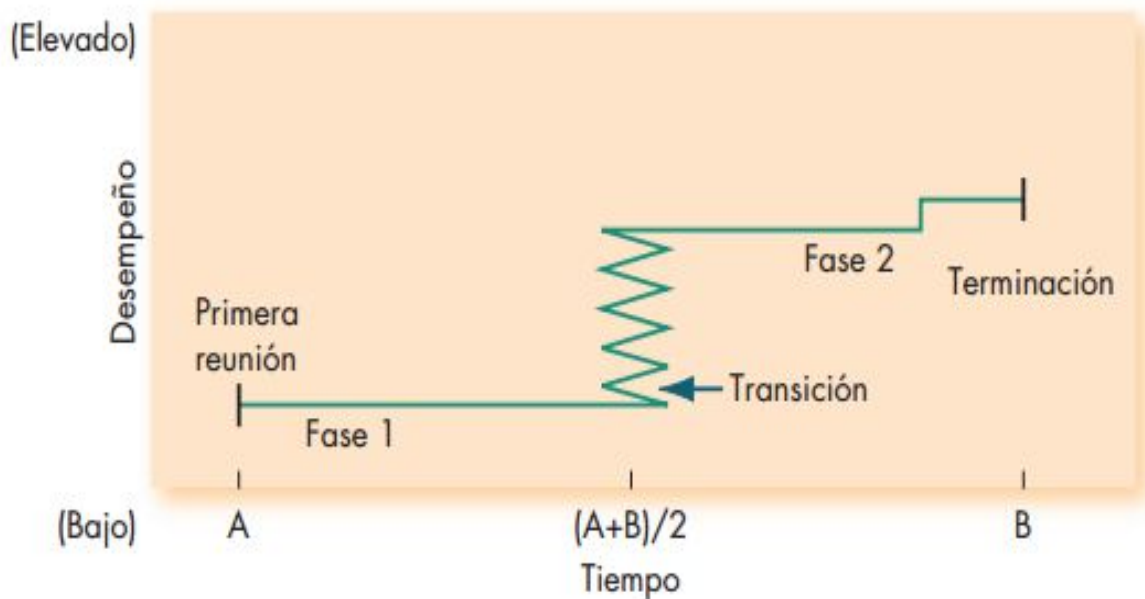 (Elevado)
Desempeño
Primera
reunión
Fase 1
Transición
Fase 2
Terminación
(Bajo)
A
(A+B)/2
B
Tiempo